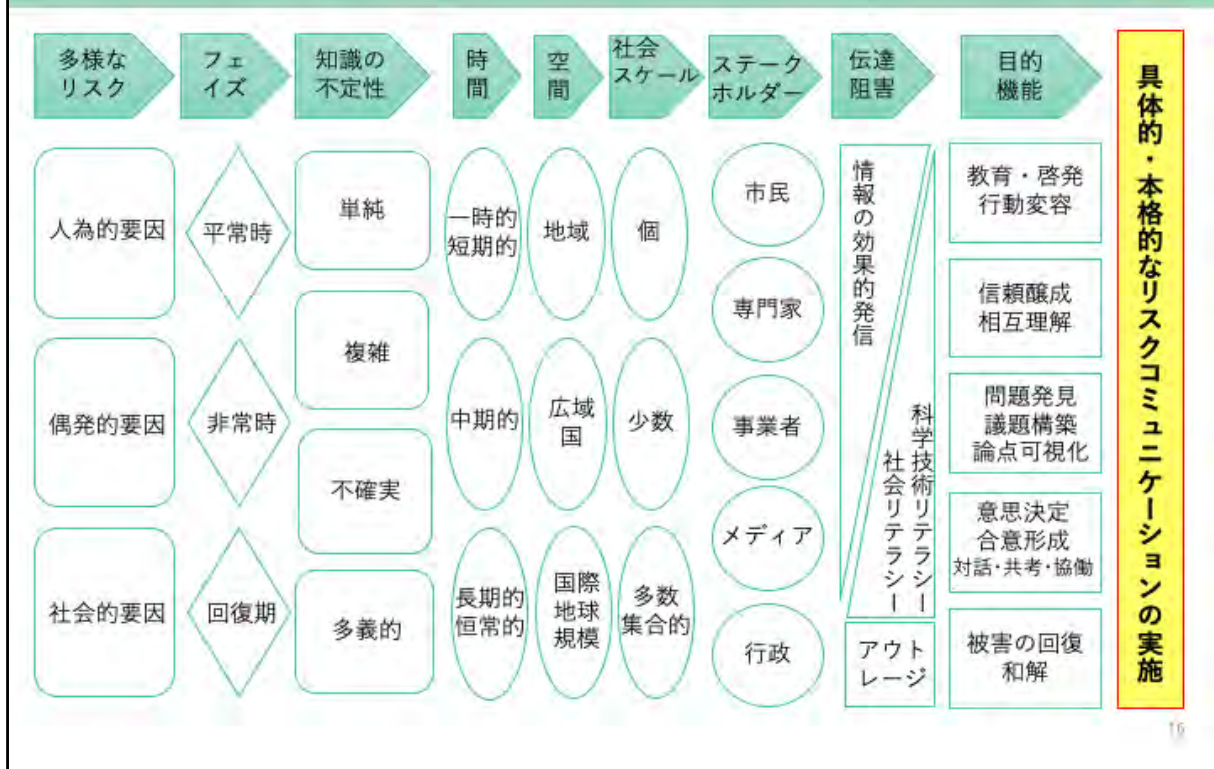 多様な
リスク
フェ
イズ
知識の
不定性
時
間
空
間
社会
スケール
ステーク
ホルダー
伝達
阻害
目的
機能
人為的要因
偶発的要因
社会的要因
平常時
非常時
回復期
単純
複雑
不確実
多義的
一時的
短期的
中期的
長期的
恒常的
地域
広域
国
国際
地球
規模
個
少数
多数
集合的
市民
専門家
事業者
メディア
行政
情報の効果的発信
科学技術リテラシー
社会リテラシー
アウト
レージ
教育・啓発
行動変容
信頼醸成
相互理解
問題発見
議題構築
論点可視化
意思決定
合意形成
対話・共考・協働
被害の回復
和解
具体的・本格的なリスクコミュニケーションの実施
16